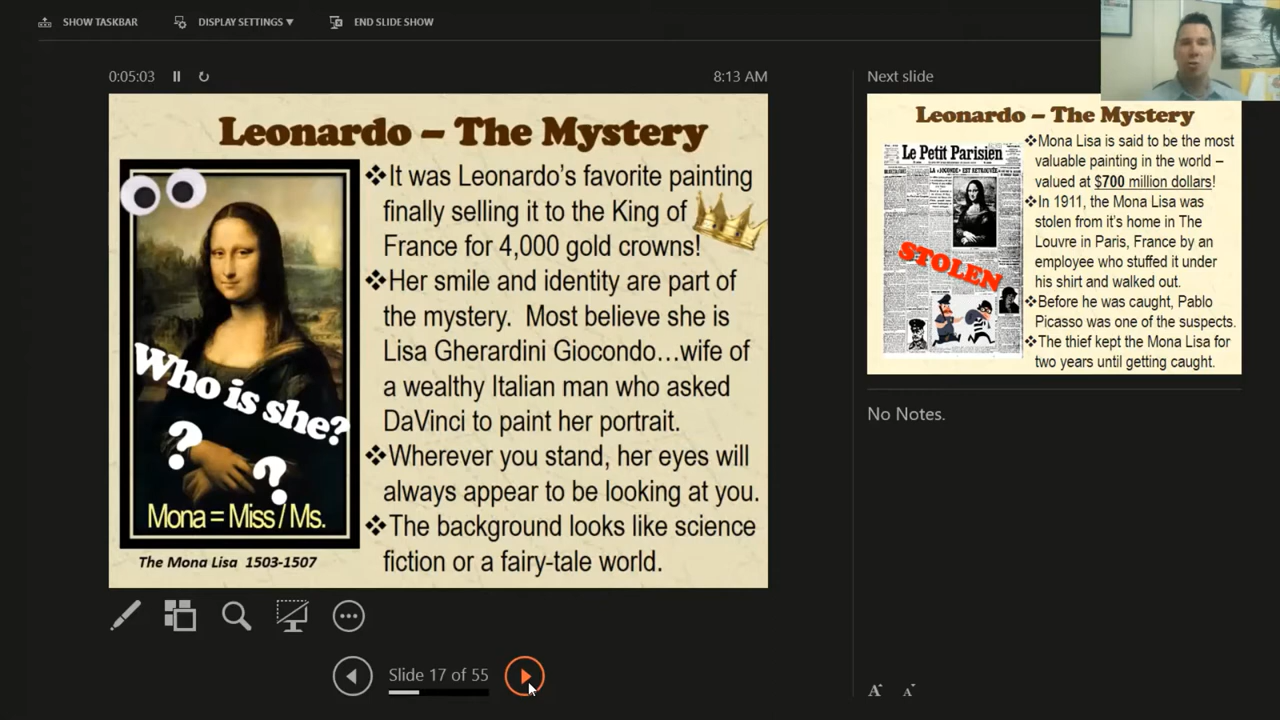 SHOW TASKBAR
DISPLAY SETTINGS ▼
END SLIDE SHOW
0:05:03
8:13 AM
Leonardo – The Mystery
❖It was Leonardo's favorite painting
finally selling it to the King of
France for 4,000 gold crowns!
❖Her smile and identity are part of
the mystery. Most believe she is
Lisa Gherardini Giocondo…wife of
a wealthy Italian man who asked
DaVinci to paint her portrait.
❖Wherever you stand, her eyes will
always appear to be looking at you.
❖The background looks like science
fiction or a fairy-tale world.
Who is she?
? ?
Mona = Miss / Ms.
The Mona Lisa 1503-1507
Slide 17 of 55
Next slide
Leonardo – The Mystery
Le Petit Parisien
LA "JOCONDE" EST RETROUVÉE
STOLEN
❖Mona Lisa is said to be the most
valuable painting in the world –
valued at $700 million dollars!
❖In 1911, the Mona Lisa was
stolen from it's home in The
Louvre in Paris, France by an
employee who stuffed it under
his shirt and walked out.
❖Before he was caught, Pablo
Picasso was one of the suspects.
❖The thief kept the Mona Lisa for
two years until getting caught.
No Notes.
A A